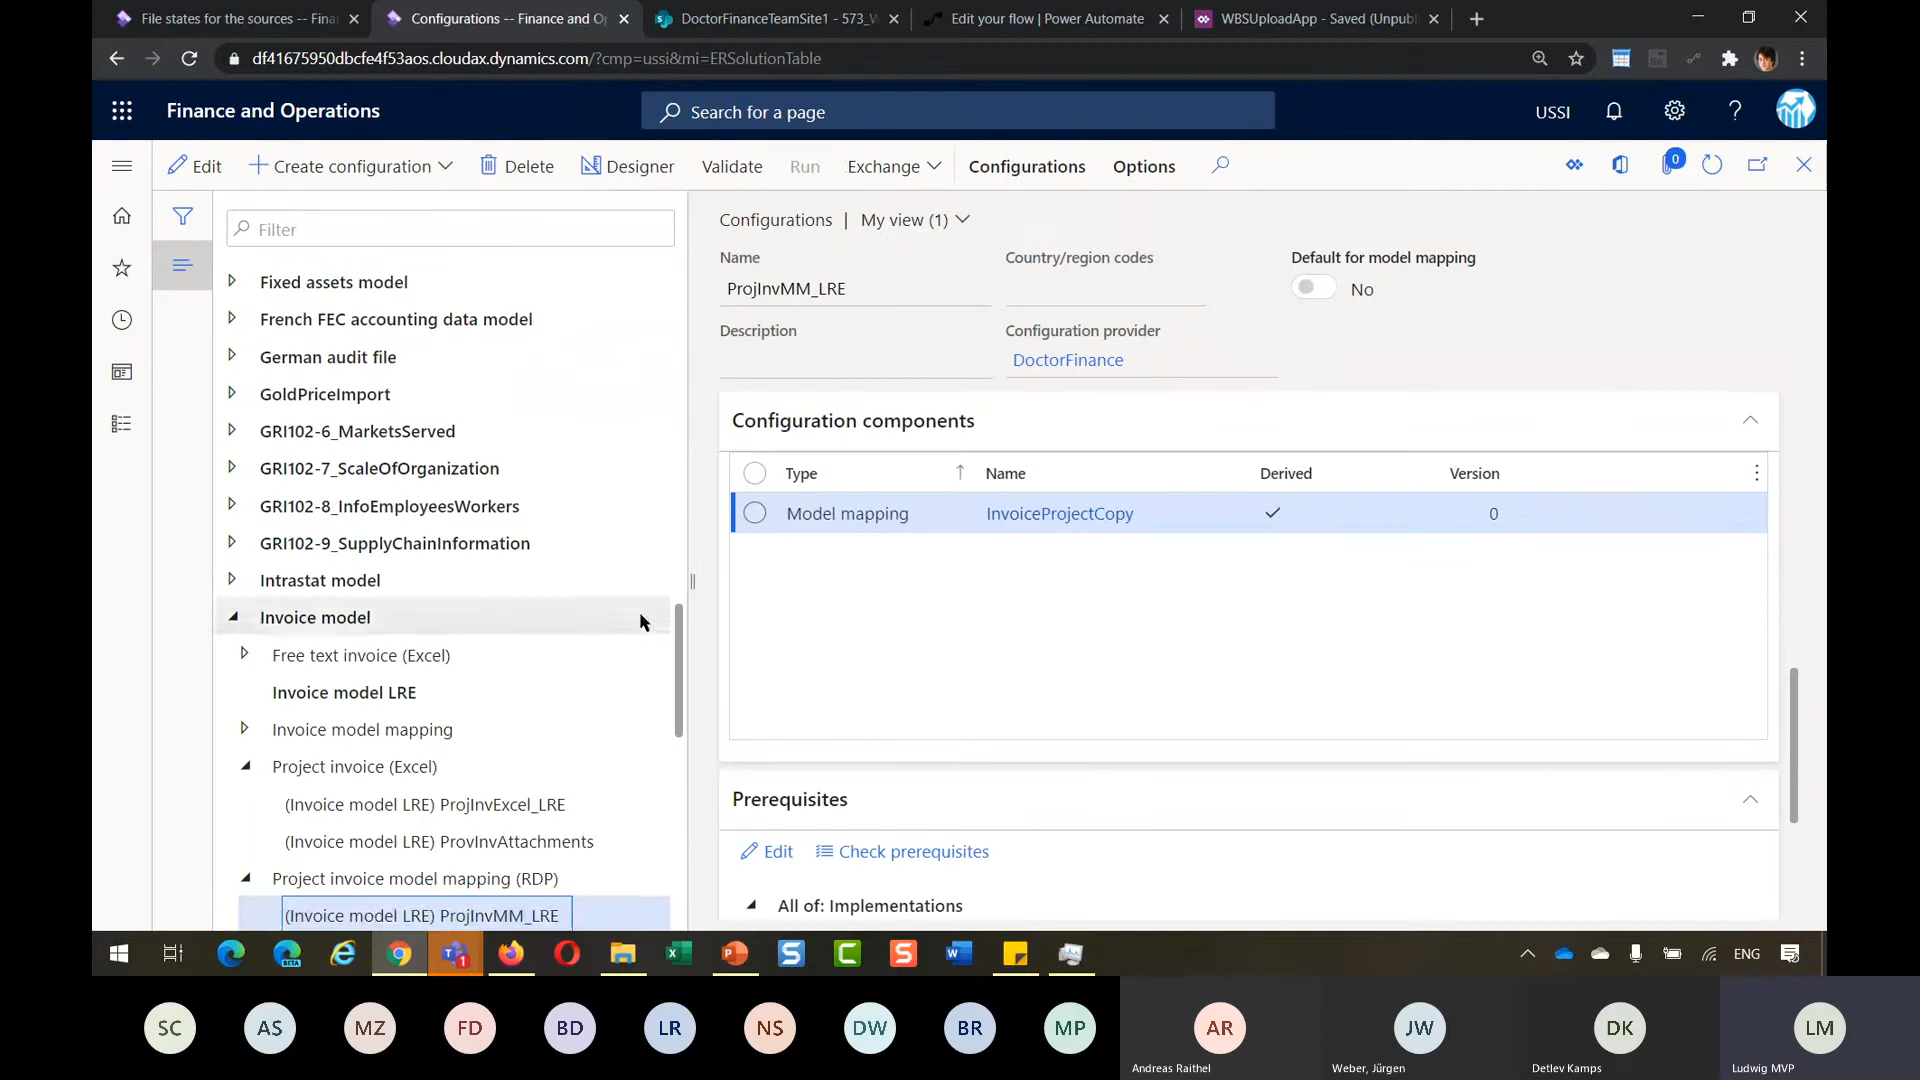 File states for the sources -- Finan
Configurations -- Finance and Op
DoctorFinanceTeamSite1 - 573_W
Edit your flow | Power Automate
WBSUploadApp - Saved (Unpubl
df41675950dbcfe4f53aos.cloudax.dynamics.com/?cmp=ussi&mi=ERSolutionTable
Finance and Operations
Search for a page
USSI
Edit
Create configuration
Delete
Designer
Validate
Run
Exchange
Configurations
Options
0
Filter
Fixed assets model
French FEC accounting data model
German audit file
GoldPriceImport
GRI102-6_MarketsServed
GRI102-7_ScaleOfOrganization
GRI102-8_InfoEmployeesWorkers
GRI102-9_SupplyChainInformation
Intrastat model
Invoice model
Free text invoice (Excel)
Invoice model LRE
Invoice model mapping
Project invoice (Excel)
(Invoice model LRE) ProjInvExcel_LRE
(Invoice model LRE) ProvInvAttachments
Project invoice model mapping (RDP)
(Invoice model LRE) ProjInvMM_LRE
Configurations | My view (1)
Name
Country/region codes
Default for model mapping
ProjInvMM_LRE
No
Description
Configuration provider
DoctorFinance
Configuration components
Type Name Derived Version
Model mapping InvoiceProjectCopy 0
Prerequisites
Edit Check prerequisites
All of: Implementations
BETA
1
ENG
SC AS MZ FD BD LR NS DW BR MP AR JW DK LM
Andreas Raithel
Weber, Jürgen
Detlev Kamps
Ludwig MVP